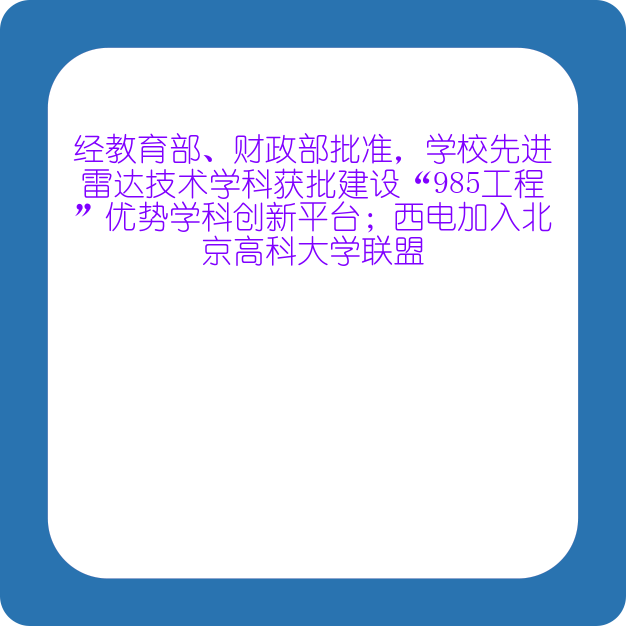 经教育部、财政部批准，学校先进
雷达技术学科获批建设“985工程
”优势学科创新平台；西电加入北
京高科大学联盟